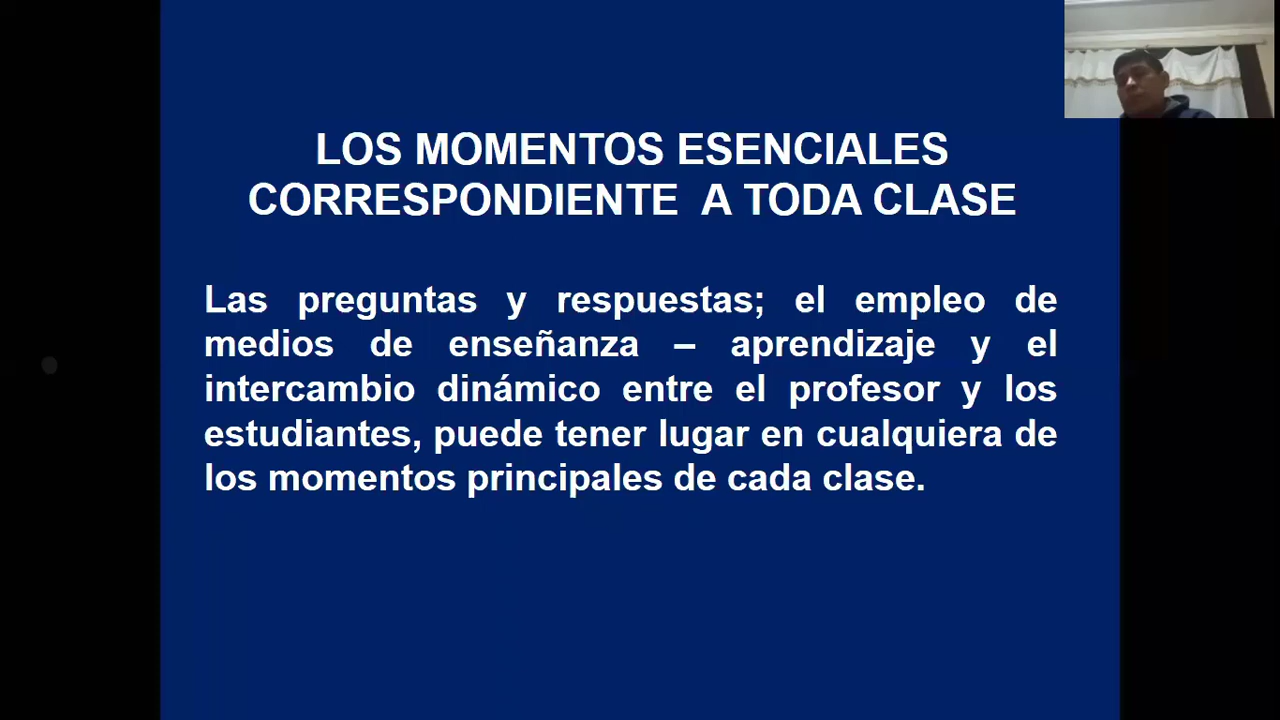 LOS MOMENTOS ESENCIALES
CORRESPONDIENTE A TODA CLASE
Las preguntas y respuestas; el empleo de
medios de enseñanza – aprendizaje y el
intercambio dinámico entre el profesor y los
estudiantes, puede tener lugar en cualquiera de
los momentos principales de cada clase.